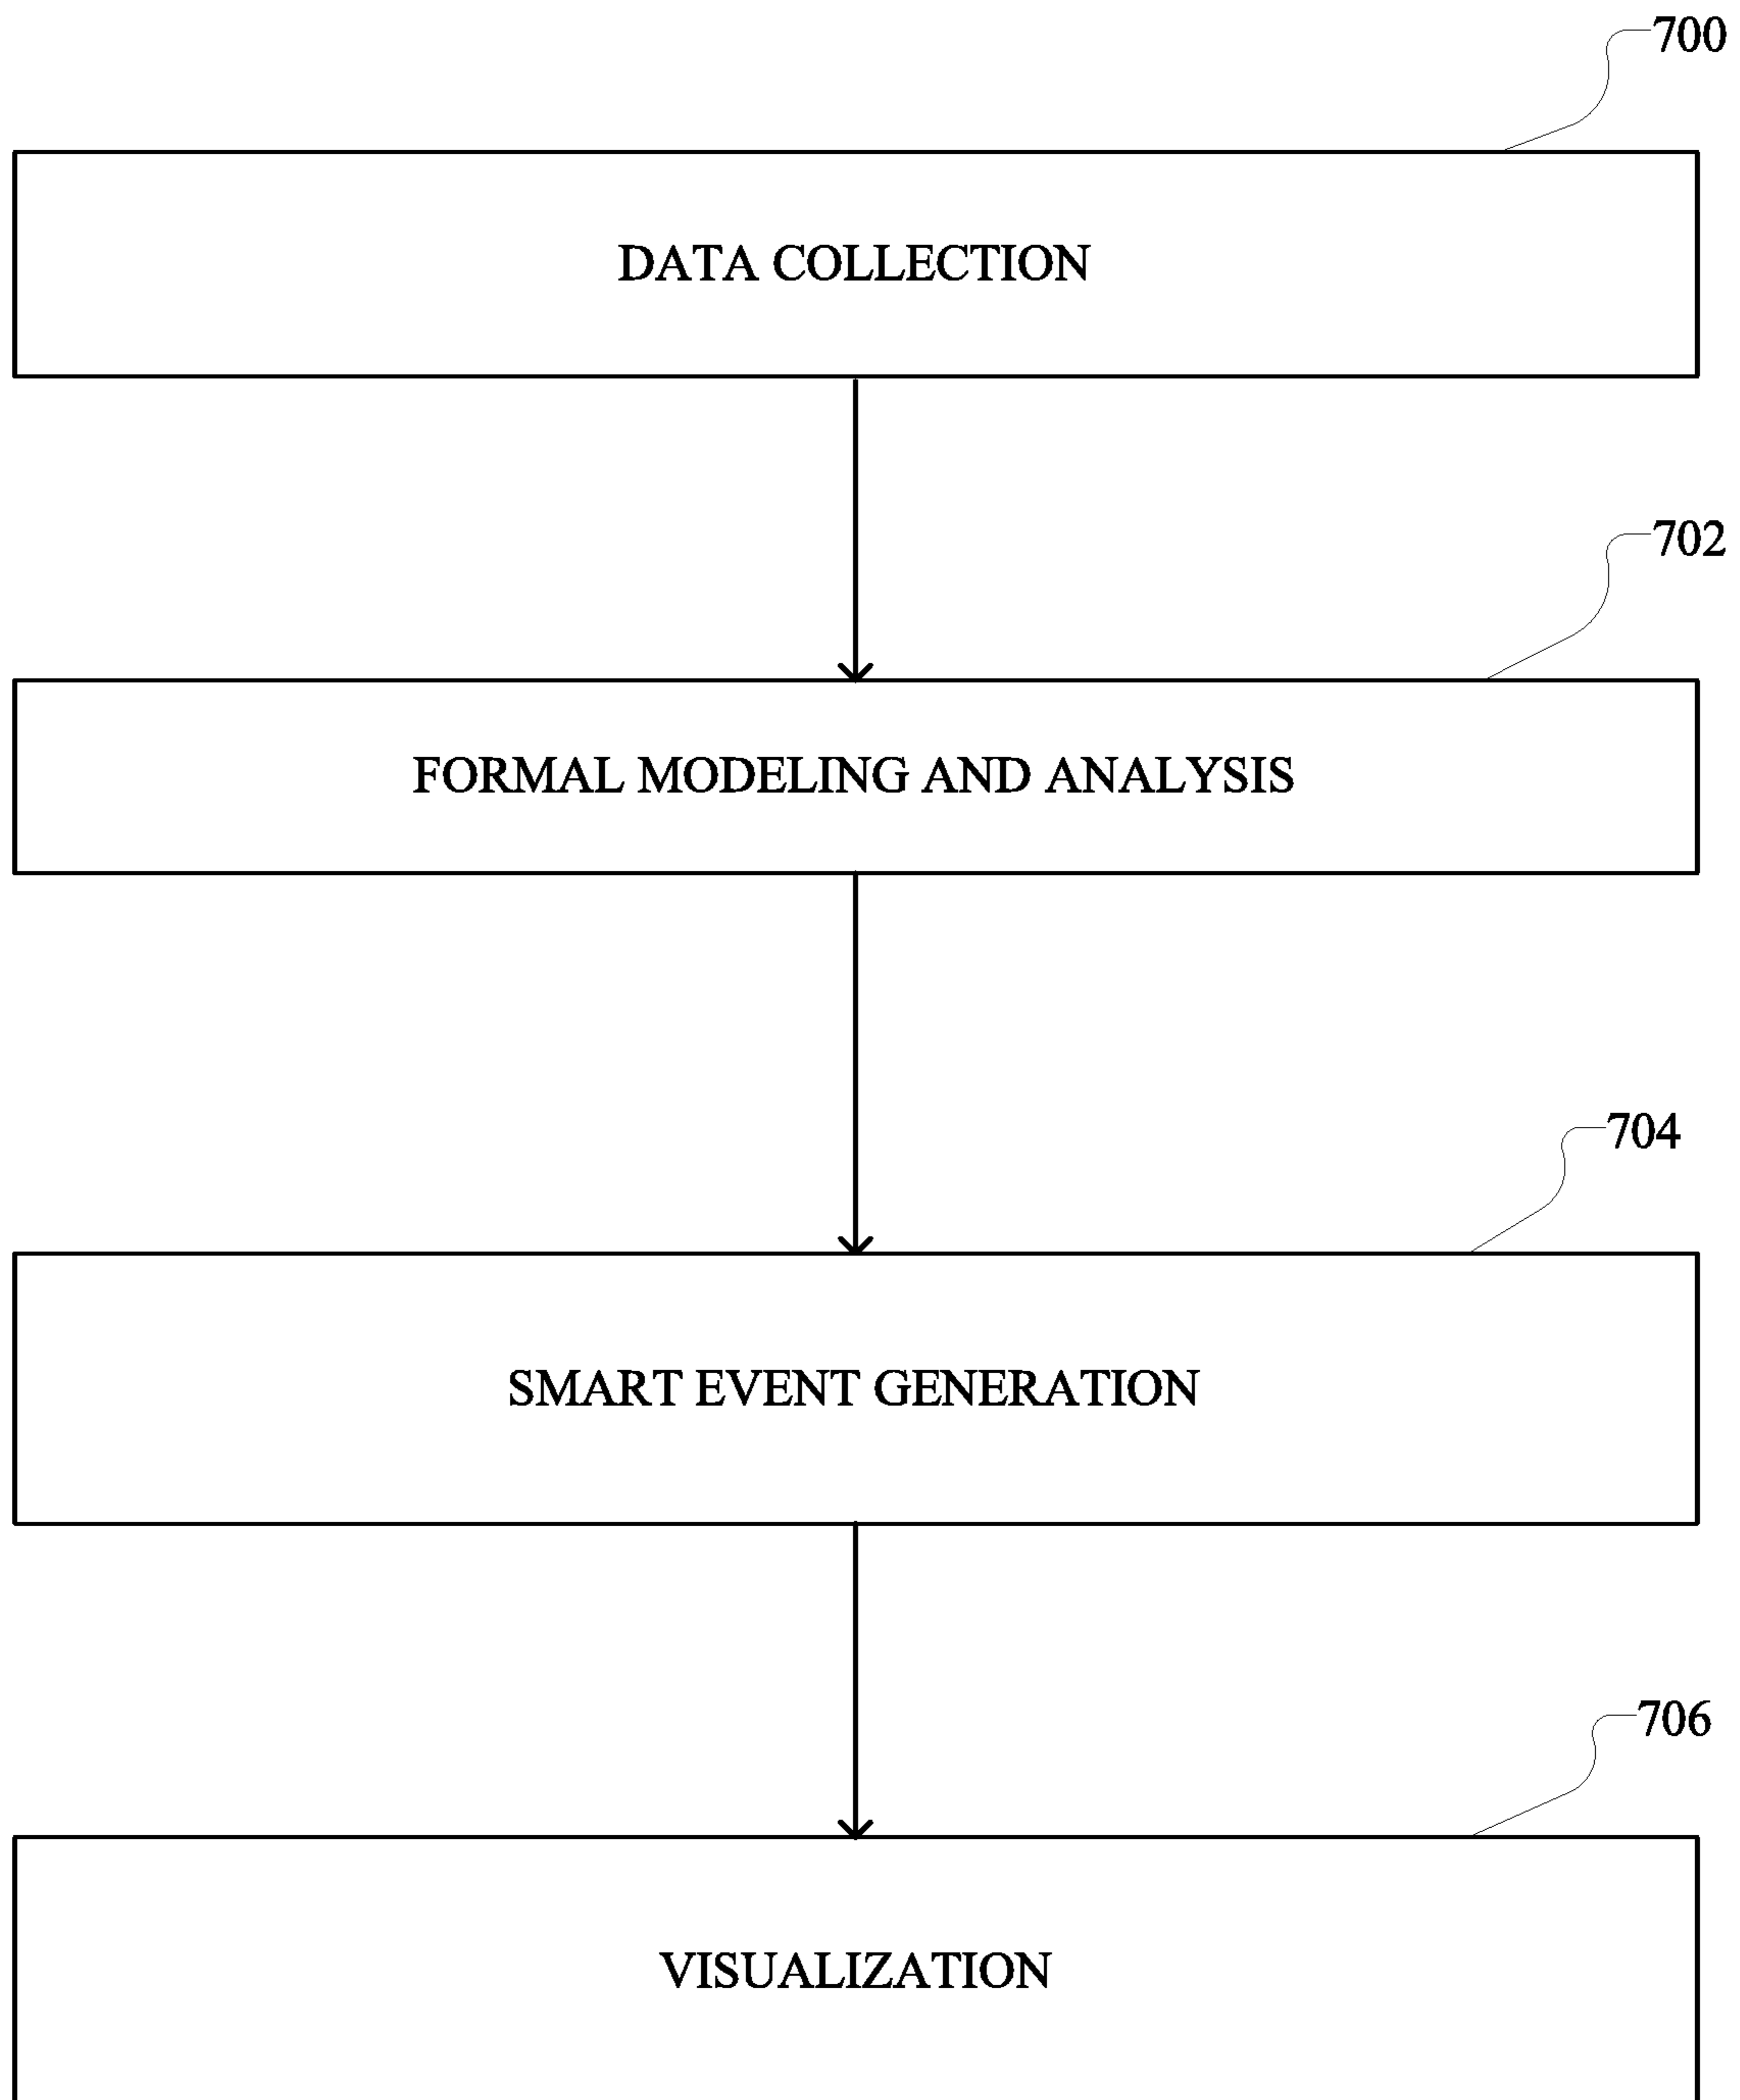 700
DATA COLLECTION
702
FORMAL MODELING AND ANALYSIS
704
SMART EVENT GENERATION
706
VISUALIZATION